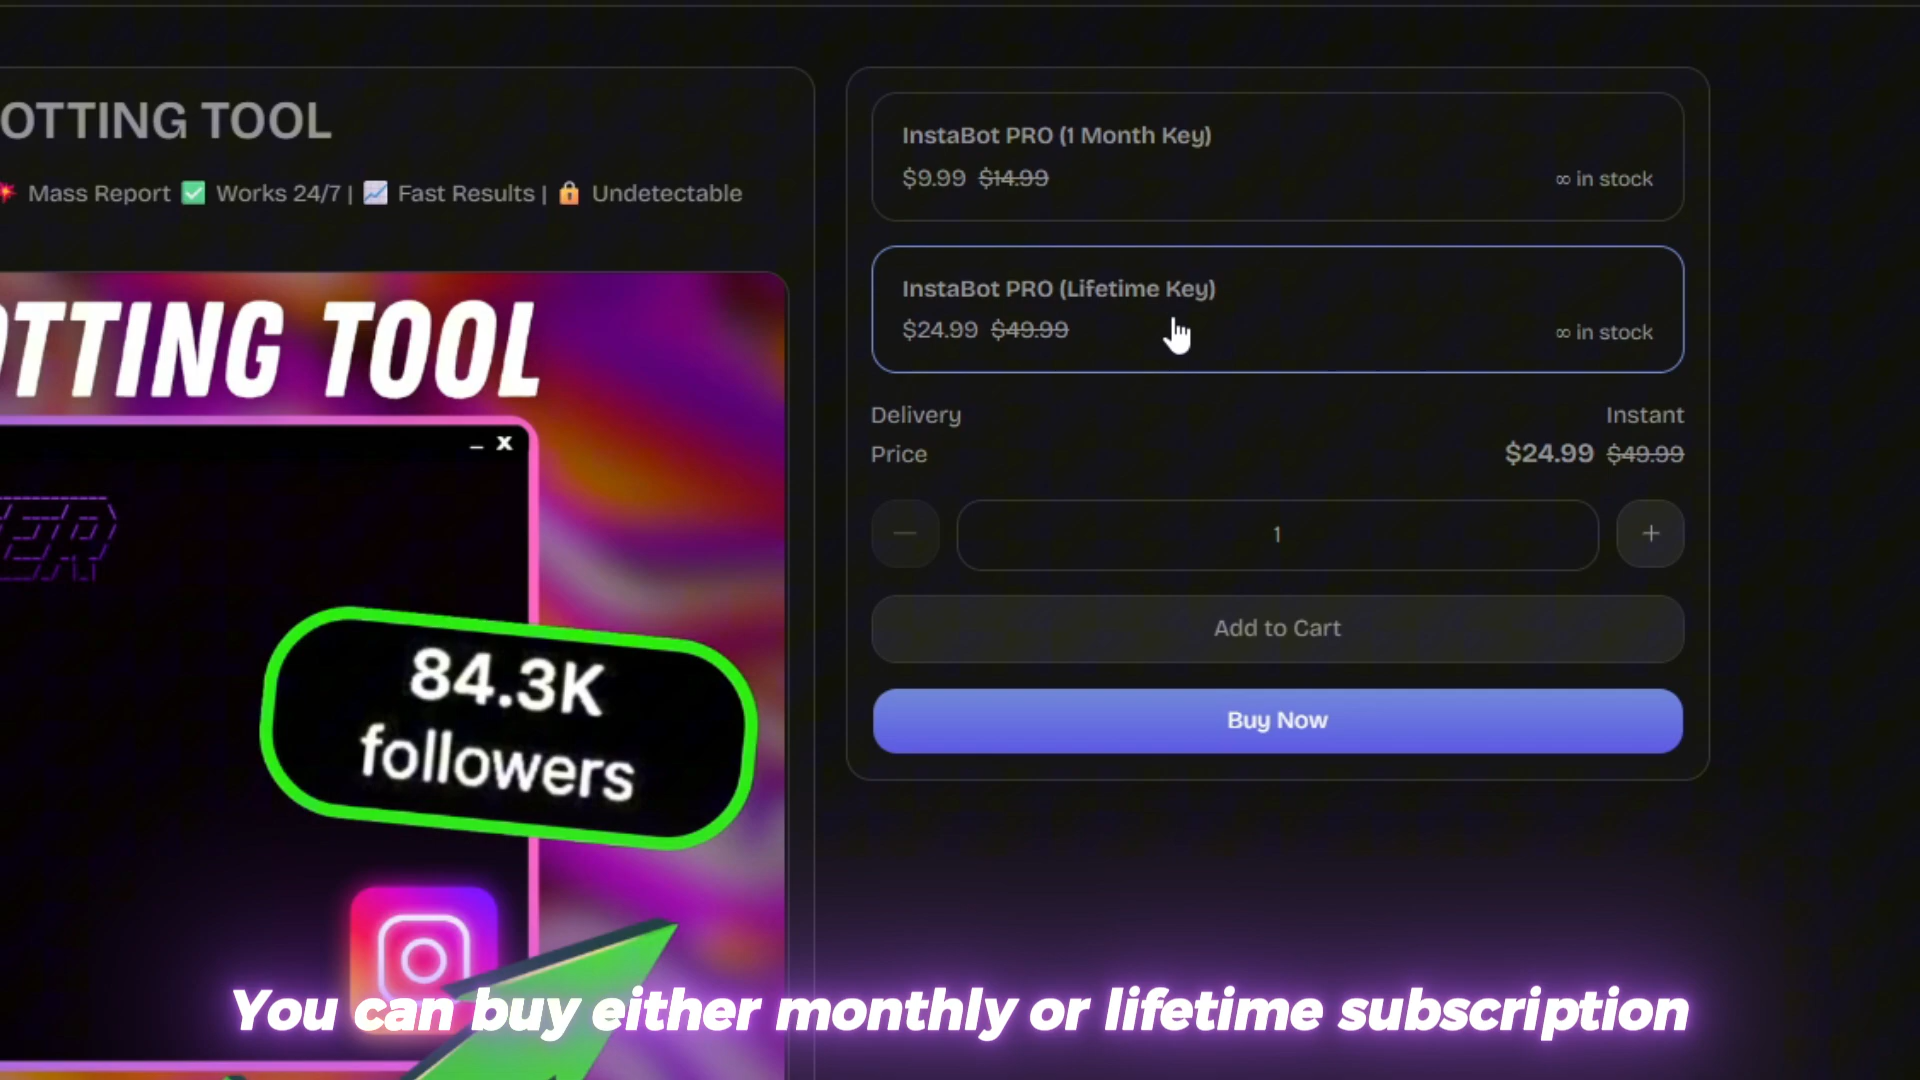 OTTING TOOL
Mass Report ✅ Works 24/7 | 📈 Fast Results | 🔒 Undetectable
OTTING TOOL
_ x
84.3K
followers
InstaBot PRO (1 Month Key)
$9.99 $14.99
∞ in stock
InstaBot PRO (Lifetime Key)
$24.99 $49.99
∞ in stock
Delivery Instant
Price $24.99 $49.99
— 1 +
Add to Cart
Buy Now
You can buy either monthly or lifetime subscription